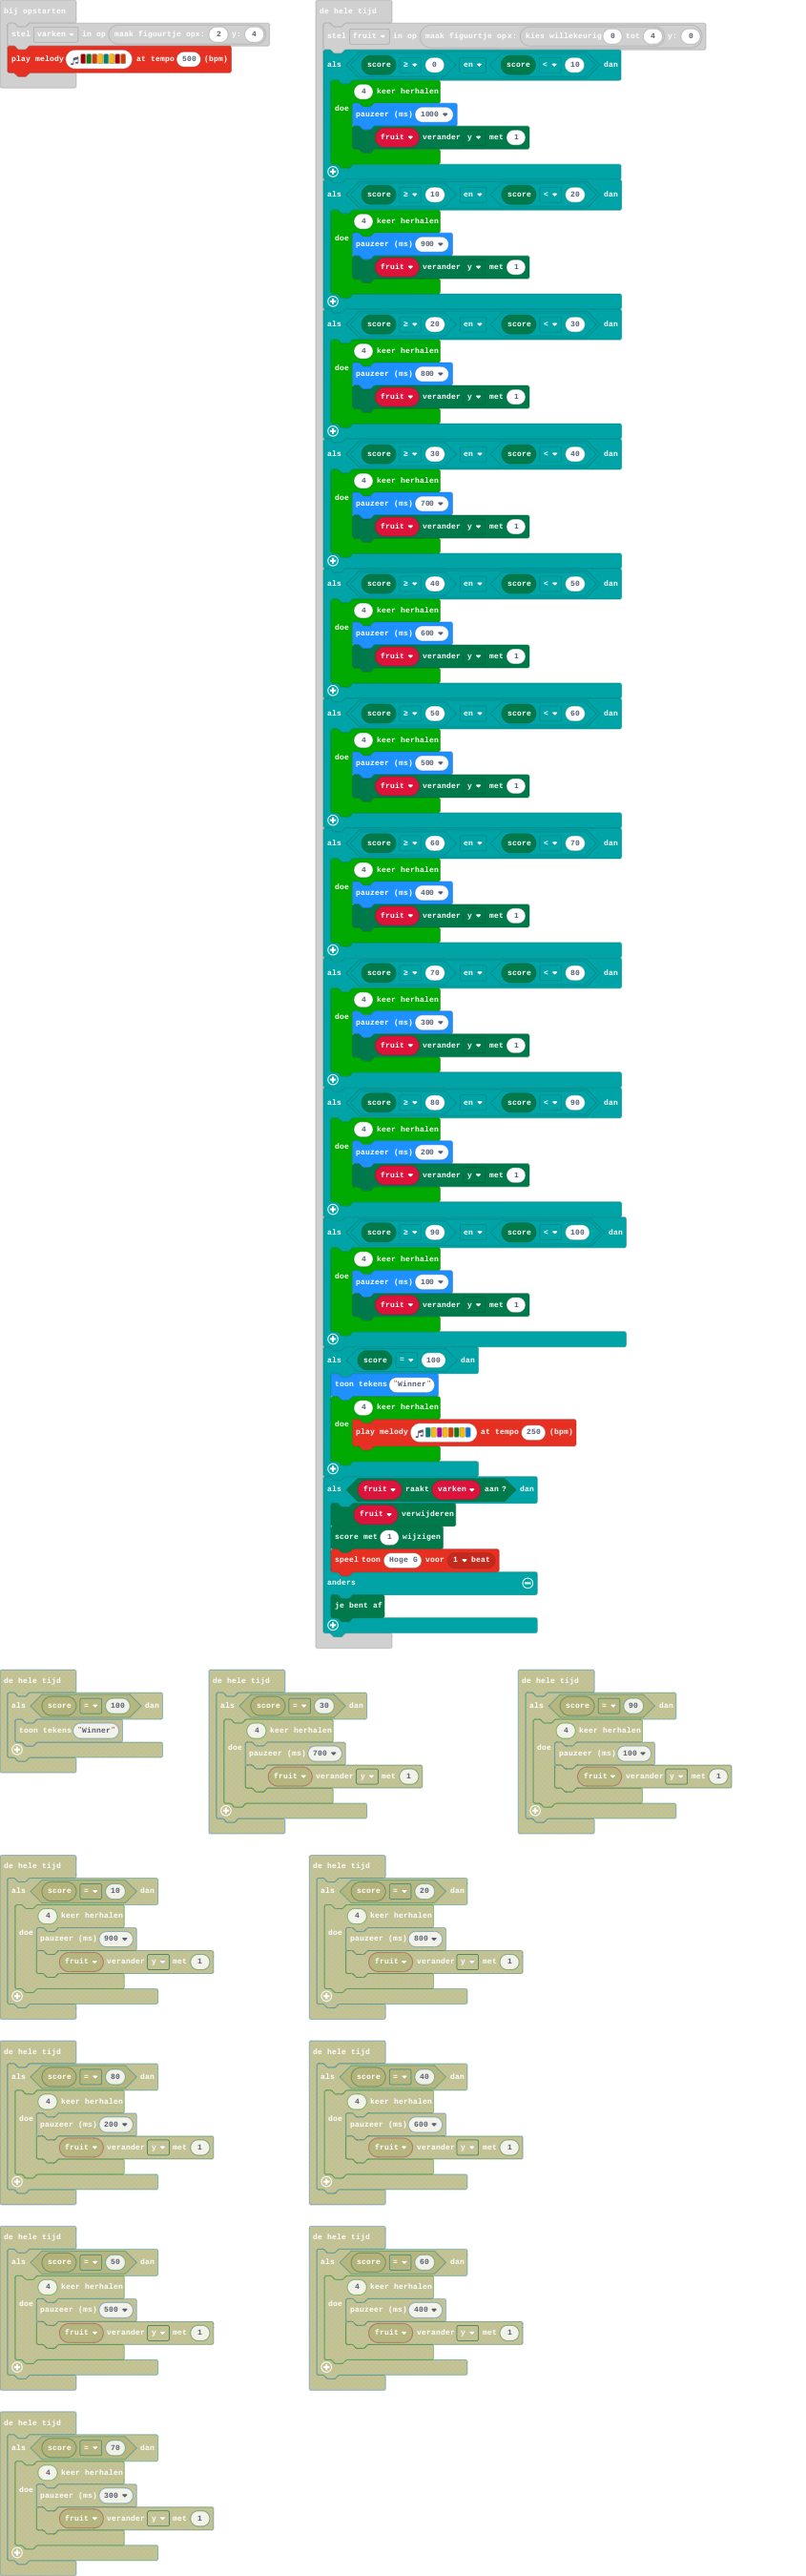 bij opstarten
stel varken in op maak figuurtje opx: 2 y: 4
play melody at tempo 500 (bpm)
de hele tijd
stel fruit in op maak figuurtje opx: kies willekeurig 0 tot 4 y: 0
als score ≥ 0 en score < 10 dan
4 keer herhalen
doe pauzeer (ms) 1000
fruit verander y met 1
als score ≥ 10 en score < 20 dan
4 keer herhalen
doe pauzeer (ms) 900
fruit verander y met 1
als score ≥ 20 en score < 30 dan
4 keer herhalen
doe pauzeer (ms) 800
fruit verander y met 1
als score ≥ 30 en score < 40 dan
4 keer herhalen
doe pauzeer (ms) 700
fruit verander y met 1
als score ≥ 40 en score < 50 dan
4 keer herhalen
doe pauzeer (ms) 600
fruit verander y met 1
als score ≥ 50 en score < 60 dan
4 keer herhalen
doe pauzeer (ms) 500
fruit verander y met 1
als score ≥ 60 en score < 70 dan
4 keer herhalen
doe pauzeer (ms) 400
fruit verander y met 1
als score ≥ 70 en score < 80 dan
4 keer herhalen
doe pauzeer (ms) 300
fruit verander y met 1
als score ≥ 80 en score < 90 dan
4 keer herhalen
doe pauzeer (ms) 200
fruit verander y met 1
als score ≥ 90 en score < 100 dan
4 keer herhalen
doe pauzeer (ms) 100
fruit verander y met 1
als score = 100 dan
toon tekens "Winner"
4 keer herhalen
doe play melody at tempo 250 (bpm)
als fruit raakt varken aan ? dan
fruit verwijderen
score met 1 wijzigen
speel toon Hoge G voor 1 beat
anders
je bent af
de hele tijd
als score = 100 dan
toon tekens "Winner"
de hele tijd
als score = 30 dan
4 keer herhalen
doe pauzeer (ms) 700
fruit verander y met 1
de hele tijd
als score = 90 dan
4 keer herhalen
doe pauzeer (ms) 100
fruit verander y met 1
de hele tijd
als score = 10 dan
4 keer herhalen
doe pauzeer (ms) 900
fruit verander y met 1
de hele tijd
als score = 20 dan
4 keer herhalen
doe pauzeer (ms) 800
fruit verander y met 1
de hele tijd
als score = 80 dan
4 keer herhalen
doe pauzeer (ms) 200
fruit verander y met 1
de hele tijd
als score = 40 dan
4 keer herhalen
doe pauzeer (ms) 600
fruit verander y met 1
de hele tijd
als score = 50 dan
4 keer herhalen
doe pauzeer (ms) 500
fruit verander y met 1
de hele tijd
als score = 60 dan
4 keer herhalen
doe pauzeer (ms) 400
fruit verander y met 1
de hele tijd
als score = 70 dan
4 keer herhalen
doe pauzeer (ms) 300
fruit verander y met 1